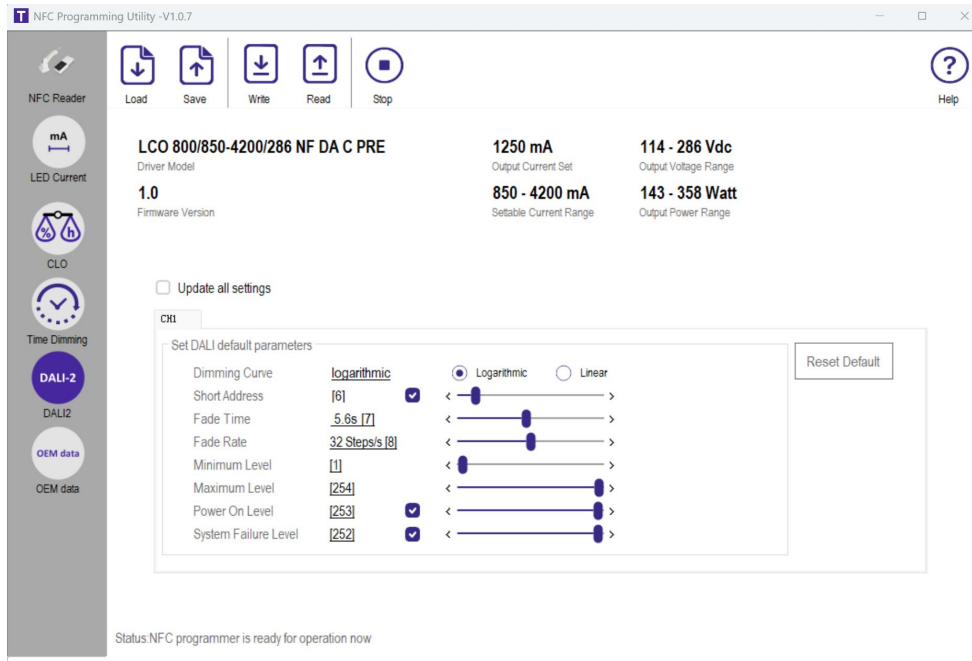 T NFC Programming Utility -V1.0.7
NFC Reader
Load Save Write Read Stop ? Help
mA
LED Current
LCO 800/850-4200/286 NF DA C PRE 1250 mA 114 - 286 Vdc
Driver Model Output Current Set Output Voltage Range
1.0 850 - 4200 mA 143 - 358 Watt
Firmware Version Settable Current Range Output Power Range
% h
CLO
Time Dimming
DALI-2
DALI2
OEM data
OEM data
Update all settings
CH1
Set DALI default parameters
Reset Default
Dimming Curve logarithmic Logarithmic Linear
Short Address [6] < >
Fade Time 5.6s [7] < >
Fade Rate 32 Steps/s [8] < >
Minimum Level [1] < >
Maximum Level [254] < >
Power On Level [253] < >
System Failure Level [252] < >
Status:NFC programmer is ready for operation now